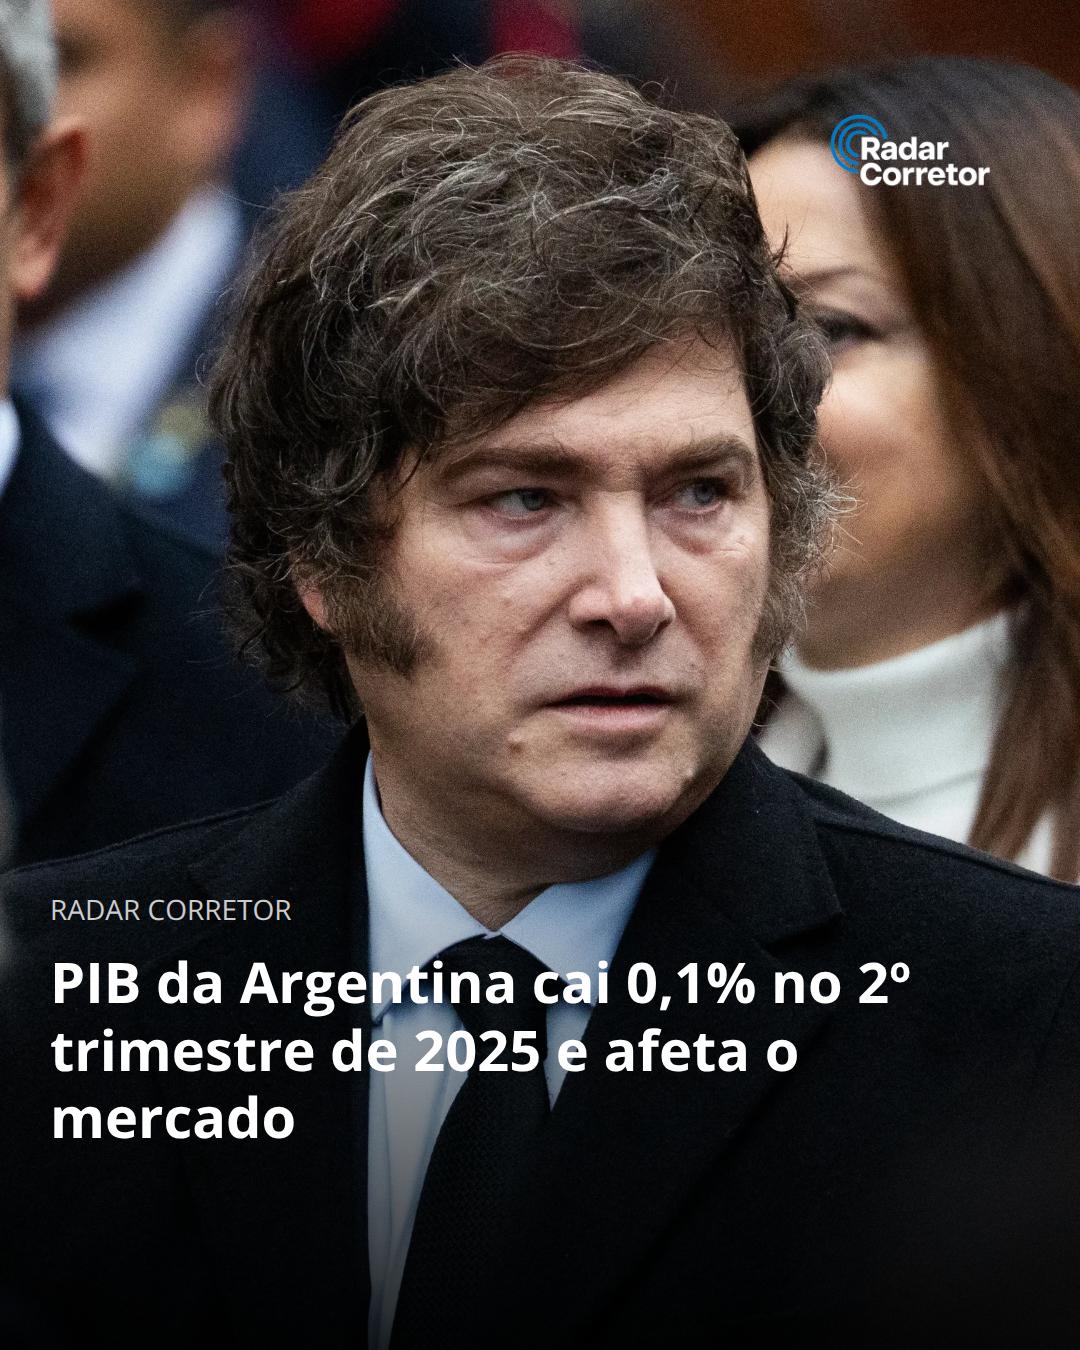 Radar
Corretor
RADAR CORRETOR
PIB da Argentina cai 0,1% no 2º
trimestre de 2025 e afeta o
mercado